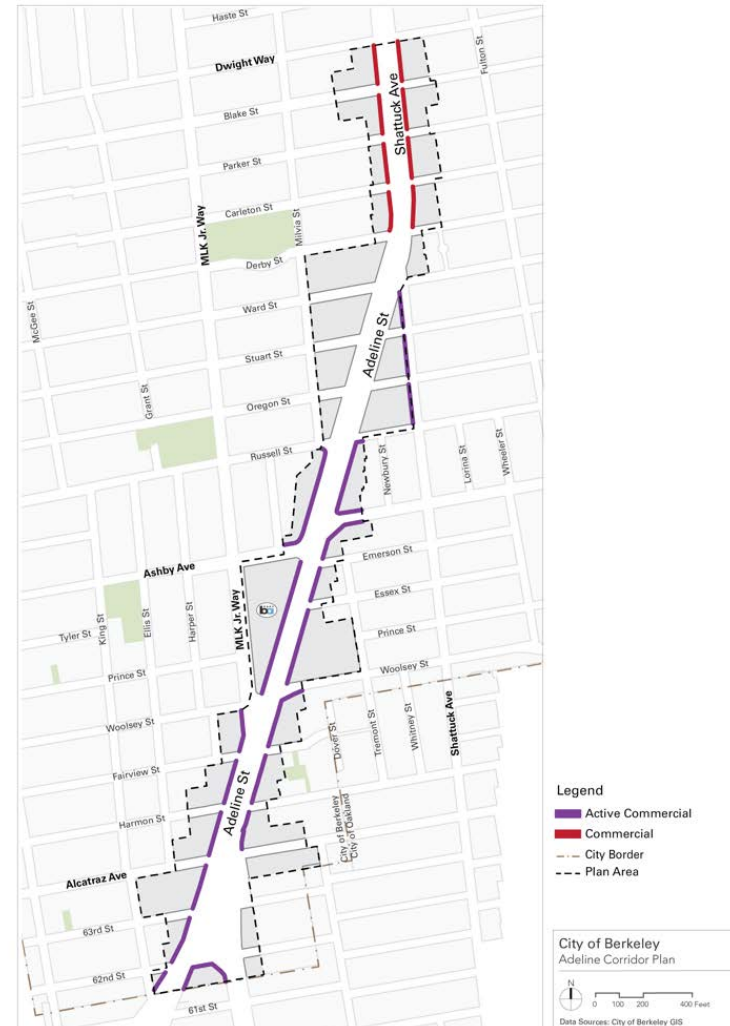 Haste St
Dwight Way
Fulton St
Shattuck Ave
Blake St
Parker St
Carleton St
MLK Jr. Way
Milvia St
Derby St
McGee St
Ward St
Adeline St
Stuart St
Grant St
Oregon St
Russell St
Newbury St
Lorina St
Wheeler St
Emerson St
Ashby Ave
Essex St
King St
Ellis St
Harper St
MLK Jr. Way
Tyler St
Prince St
Prince St
Woolsey St
Woolsey St
Dover St
Tremont St
Whitney St
Shattuck Ave
Fairview St
Adeline St
Harmon St
City of Berkeley
City of Oakland
Alcatraz Ave
63rd St
62nd St
61st St
Legend
Active Commercial
Commercial
City Border
Plan Area
City of Berkeley
Adeline Corridor Plan
N
0 100 200 400 Feet
Data Sources: City of Berkeley GIS